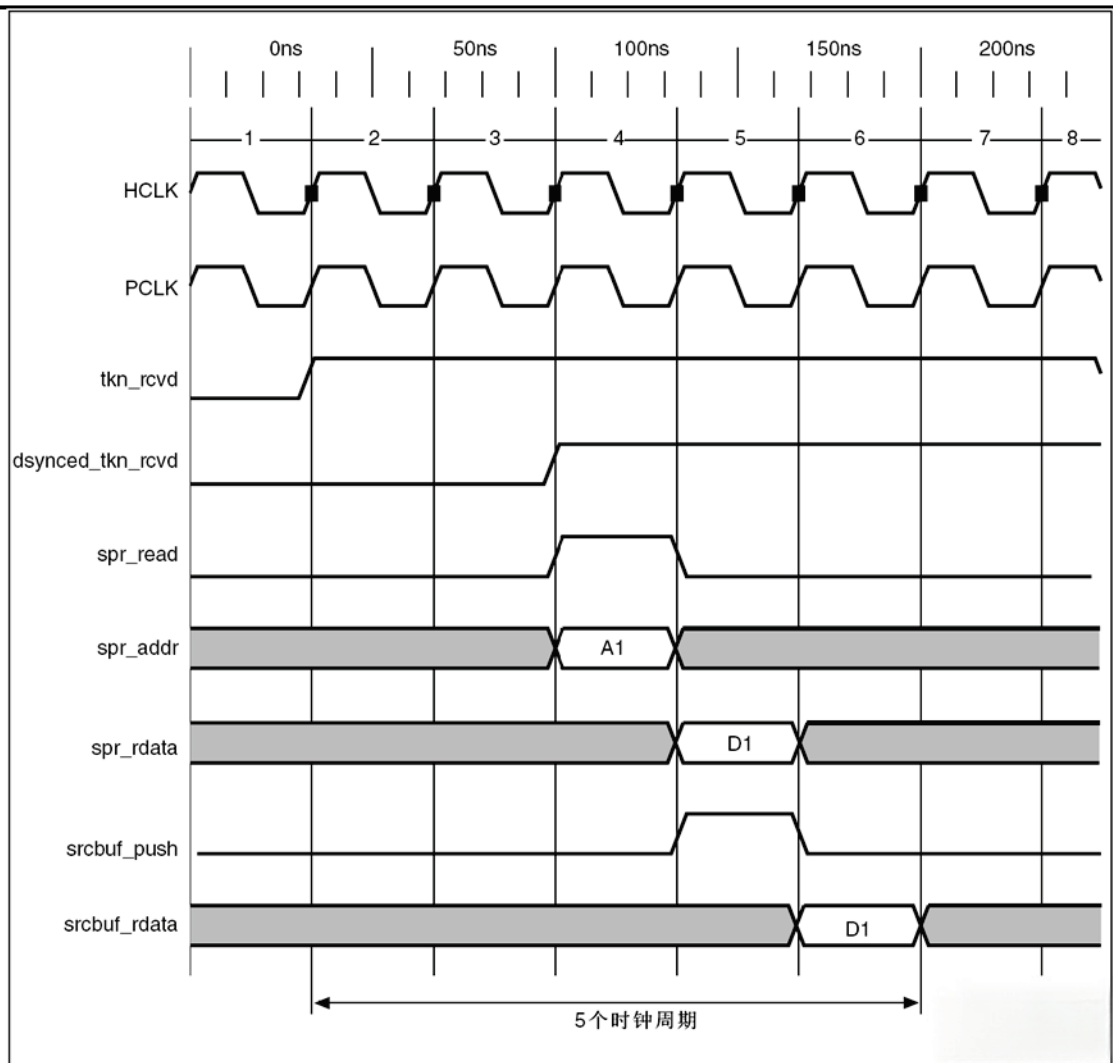 0ns 50ns 100ns 150ns 200ns
1 2 3 4 5 6 7 8
HCLK
PCLK
tkn_rcvd
dsynced_tkn_rcvd
spr_read
spr_addr A1
spr_rdata D1
srcbuf_push
srcbuf_rdata D1
5个时钟周期